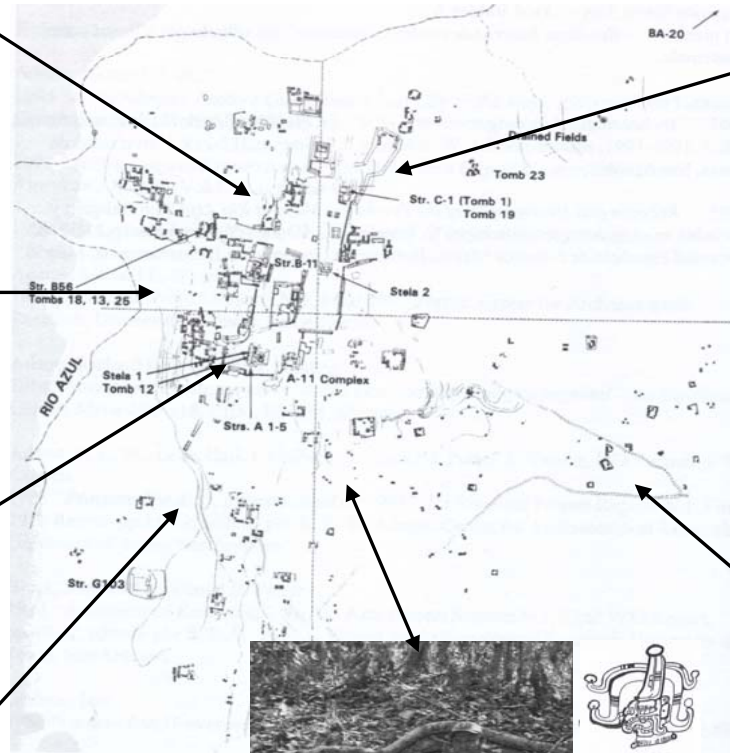 BA-20
Drained Fields
Tomb 23
Str. C-1 (Tomb 1)
Tomb 19
Str.B-11
Str. B56
Tombs 18, 13, 25
Stela 2
Stela 1
Tomb 12
RIO AZUL
A-11 Complex
Strs. A 1-5
Str. G103